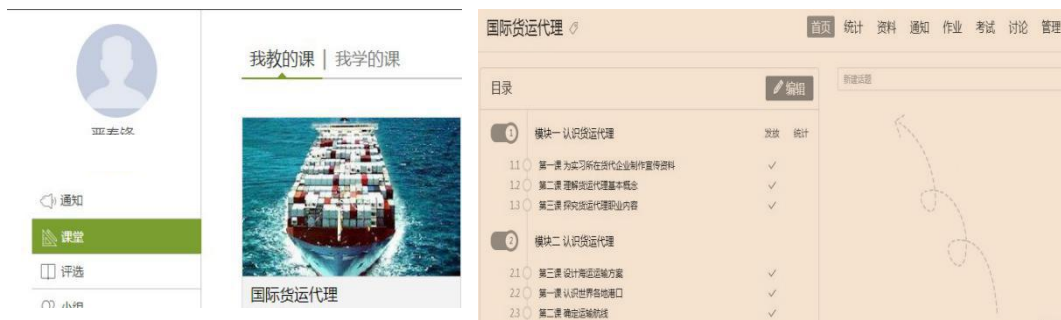 我教的课 | 我学的课
通知
课堂
评选
国际货运代理
国际货运代理
首页 统计 资料 通知 作业 考试 讨论 管理
目录
编辑
新建话题
1 模块一 认识货运代理 发放 统计
1.1 第一课 为实习所在货代企业制作宣传资料
1.2 第二课 理解货运代理基本概念
1.3 第三课 探究货运代理职业内容
2 模块二 认识货运代理
2.1 第三课 设计海运运输方案
2.2 第一课 认识世界各地港口
2.3 第二课 确定运输航线